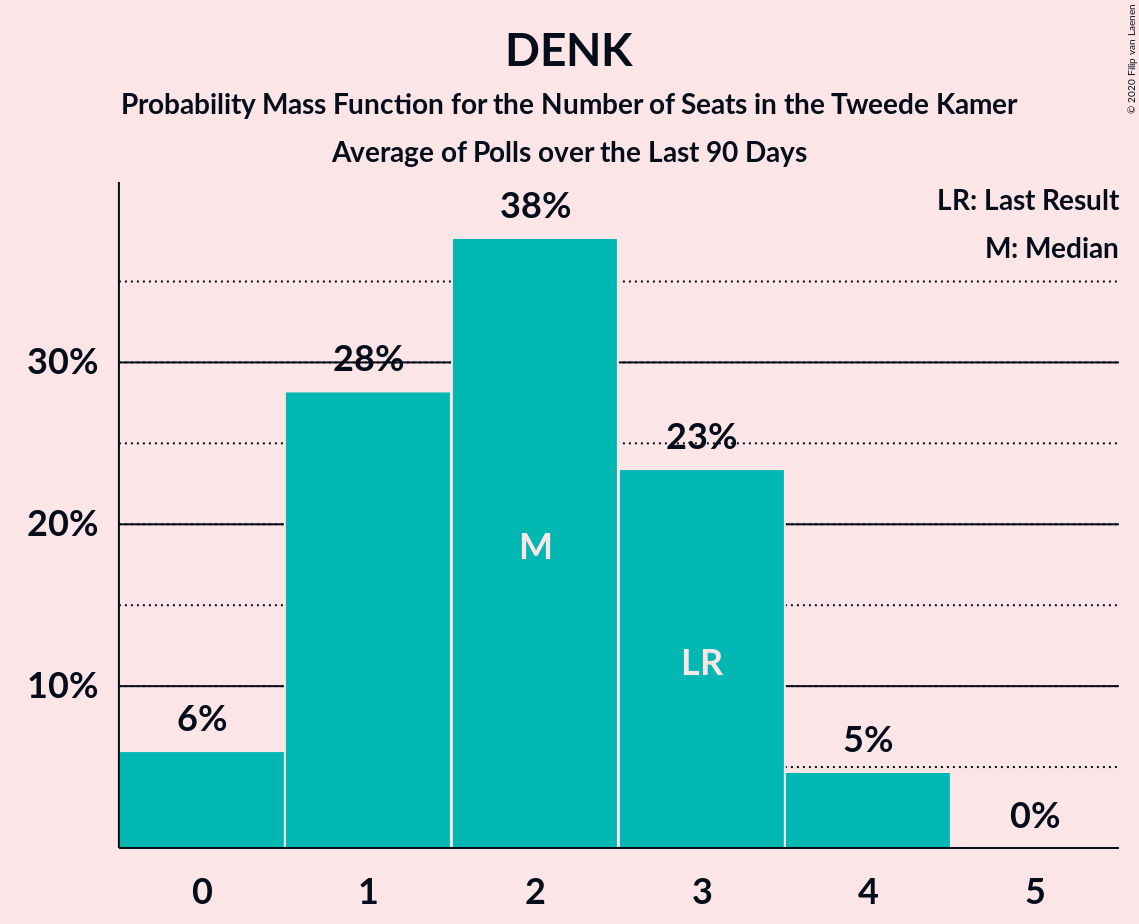 DENK
Probability Mass Function for the Number of Seats in the Tweede Kamer
Average of Polls over the Last 90 Days
© 2020 Filip van Laenen
LR: Last Result
M: Median
38%
30%
28%
23%
20%
M
LR
10%
6%
5%
0%
0 1 2 3 4 5